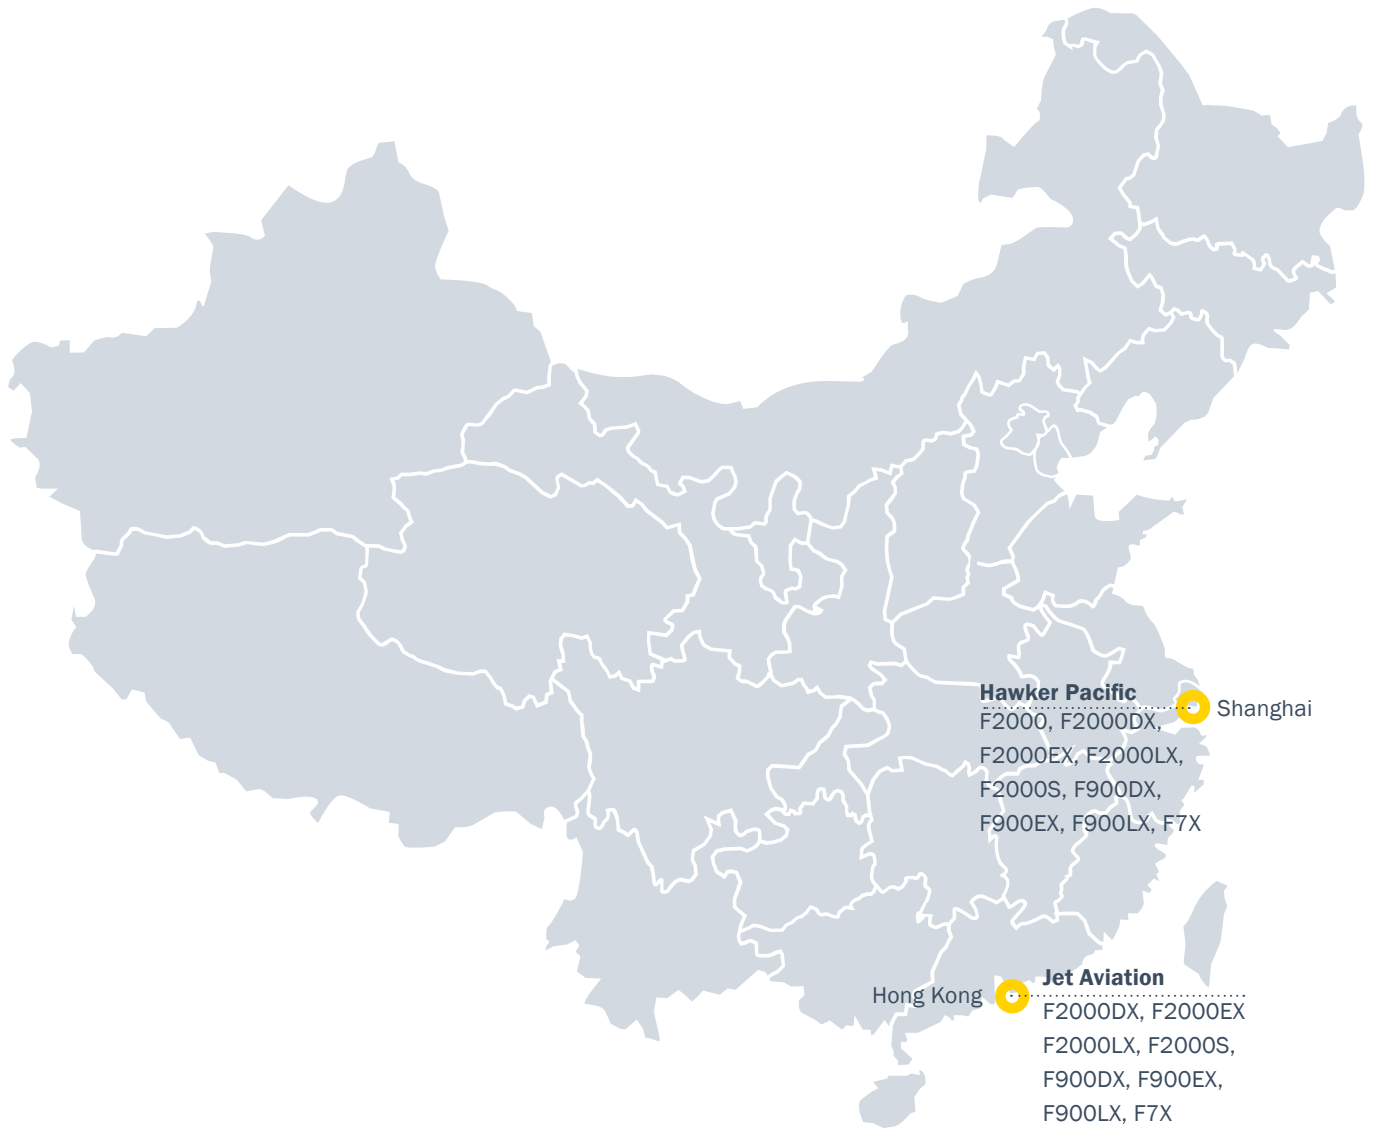 Hawker Pacific
Shanghai
F2000, F2000DX,
F2000EX, F2000LX,
F2000S, F900DX,
F900EX, F900LX, F7X
Jet Aviation
Hong Kong
F2000DX, F2000EX
F2000LX, F2000S,
F900DX, F900EX,
F900LX, F7X